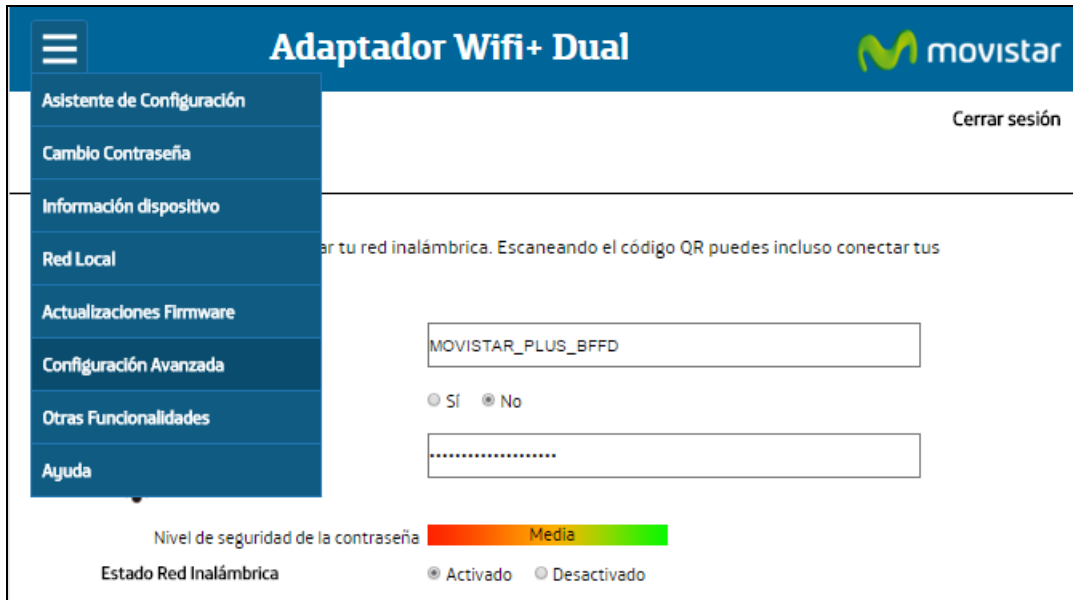 Adaptador Wifi+ Dual
movistar
Asistente de Configuración
Cerrar sesión
Cambio Contraseña
Información dispositivo
ar tu red inalámbrica. Escaneando el código QR puedes incluso conectar tus
Red Local
Actualizaciones Firmware
MOVISTAR_PLUS_BFFD
Configuración Avanzada
Sí No
Otras Funcionalidades
Ayuda
Nivel de seguridad de la contraseña Media
Estado Red Inalámbrica Activado Desactivado